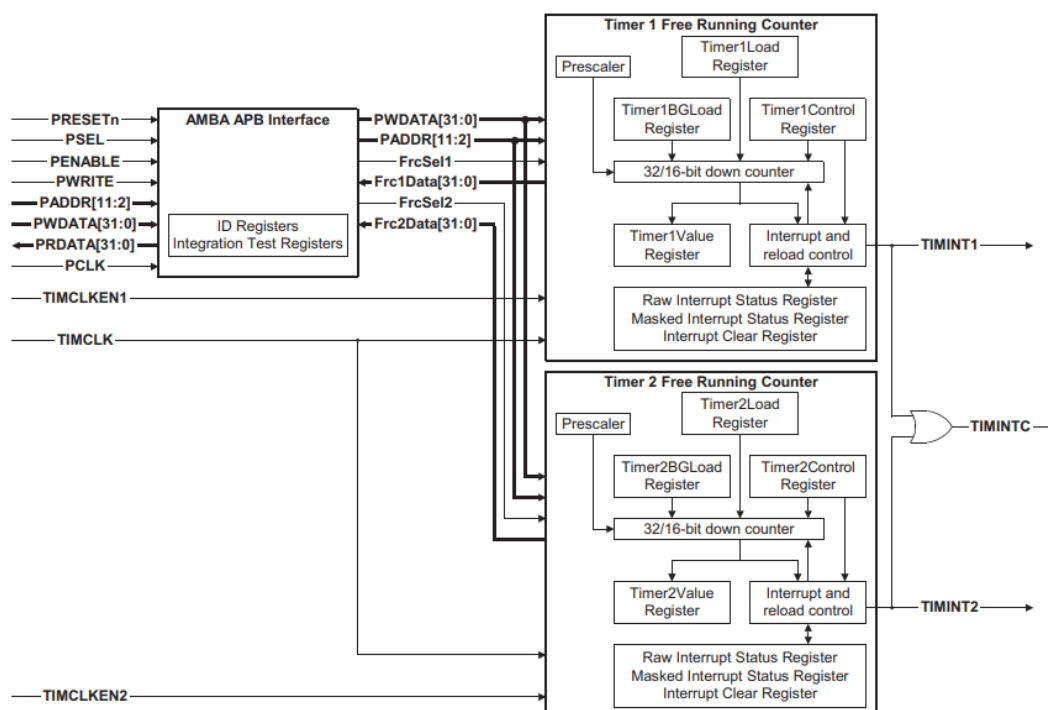 Timer 1 Free Running Counter
Timer1Load
Register
Prescaler
Timer1BGLoad
Register
Timer1Control
Register
32/16-bit down counter
Timer1Value
Register
Interrupt and
reload control
Raw Interrupt Status Register
Masked Interrupt Status Register
Interrupt Clear Register
PRESETn
PSEL
PENABLE
PWRITE
PADDR[11:2]
PWDATA[31:0]
PRDATA[31:0]
PCLK
AMBA APB Interface
ID Registers
Integration Test Registers
PWDATA[31:0]
PADDR[11:2]
FrcSel1
Frc1Data[31:0]
FrcSel2
Frc2Data[31:0]
TIMINT1
TIMCLKEN1
TIMCLK
Timer 2 Free Running Counter
Timer2Load
Register
Prescaler
Timer2BGLoad
Register
Timer2Control
Register
32/16-bit down counter
Timer2Value
Register
Interrupt and
reload control
Raw Interrupt Status Register
Masked Interrupt Status Register
Interrupt Clear Register
TIMINTC
TIMINT2
TIMCLKEN2